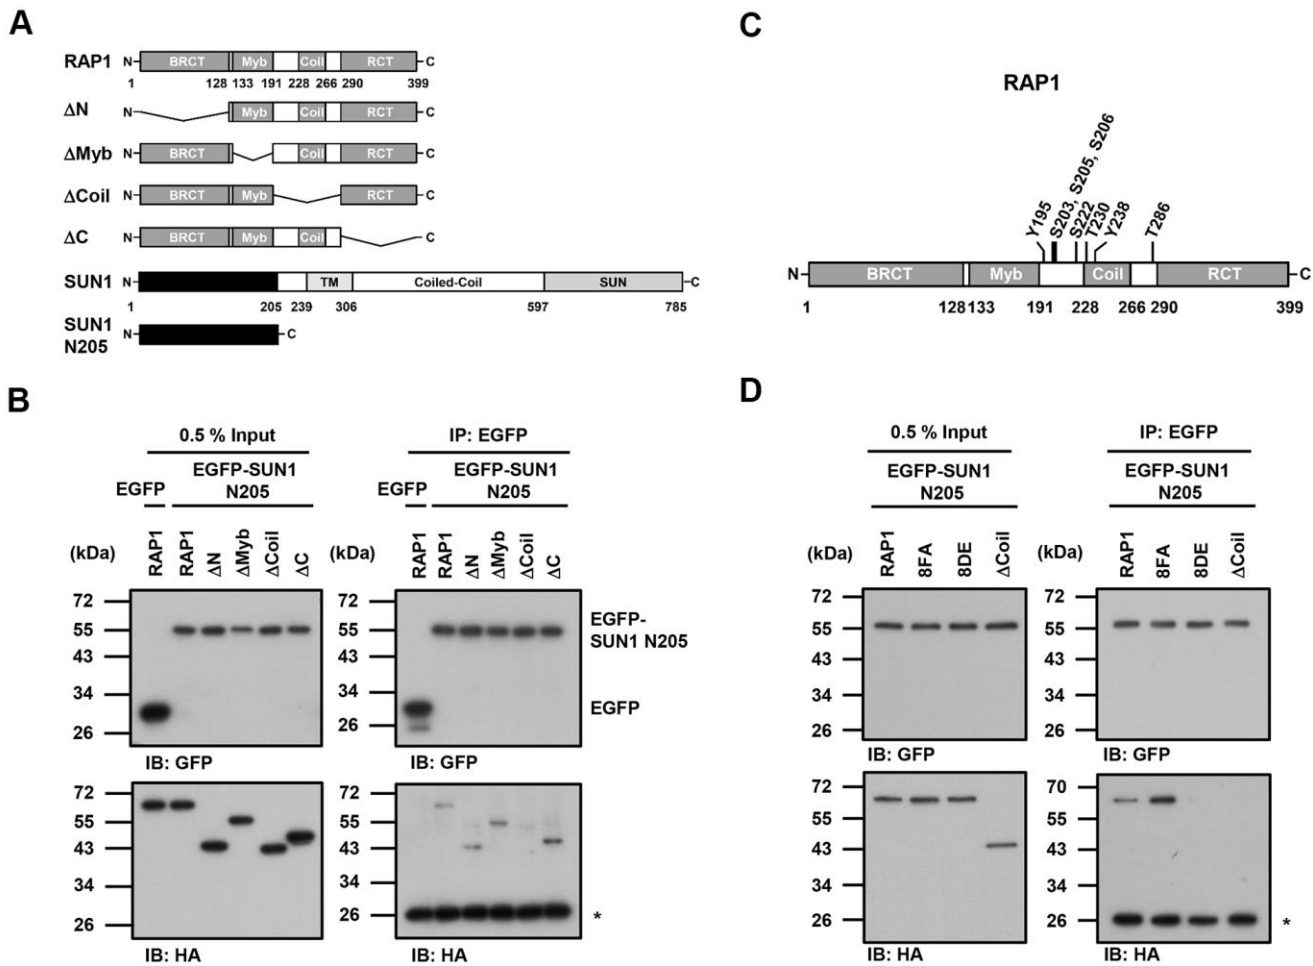 A
RAP1 N- BRCT Myb Coil RCT -C
1 128 133 191 228 266 290 399
ΔN N- Myb Coil RCT -C
ΔMyb N- BRCT Coil RCT -C
ΔCoil N- BRCT Myb RCT -C
ΔC N- BRCT Myb Coil C
SUN1 N- TM Coiled-Coil SUN -C
1 205 239 306 597 785
SUN1
N205 N- -C
B
0.5 % Input
EGFP EGFP-SUN1
N205
(kDa) RAP1 RAP1 ΔN ΔMyb ΔCoil ΔC
72
55
43
34
26
IB: GFP
72
55
43
34
26
IB: HA
IP: EGFP
EGFP EGFP-SUN1
N205
(kDa) RAP1 RAP1 ΔN ΔMyb ΔCoil ΔC
72
55
43
34
26
EGFP-
SUN1 N205
EGFP
IB: GFP
72
55
43
34
26 *
IB: HA
C
RAP1
Y195 S203, S205, S206 S222 T230 Y238 T286
N- BRCT Myb Coil RCT -C
1 128 133 191 228 266 290 399
D
0.5 % Input
EGFP-SUN1
N205
(kDa) RAP1 8FA 8DE ΔCoil
72
55
43
34
26
IB: GFP
72
55
43
34
26
IB: HA
IP: EGFP
EGFP-SUN1
N205
(kDa) RAP1 8FA 8DE ΔCoil
72
55
43
34
26
IB: GFP
70
55
43
34
26 *
IB: HA